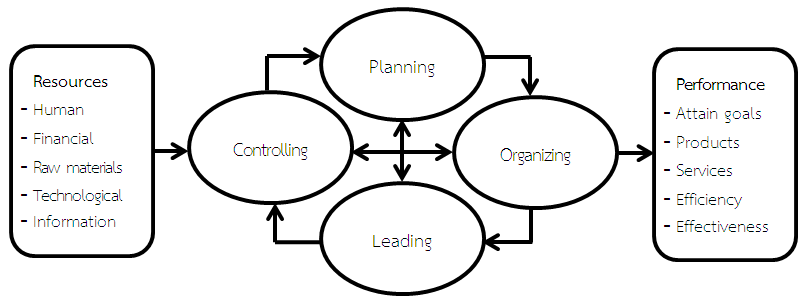 Resources
- Human
- Financial
- Raw materials
- Technological
- Information
Planning
Controlling
Organizing
Leading
Performance
- Attain goals
- Products
- Services
- Efficiency
- Effectiveness